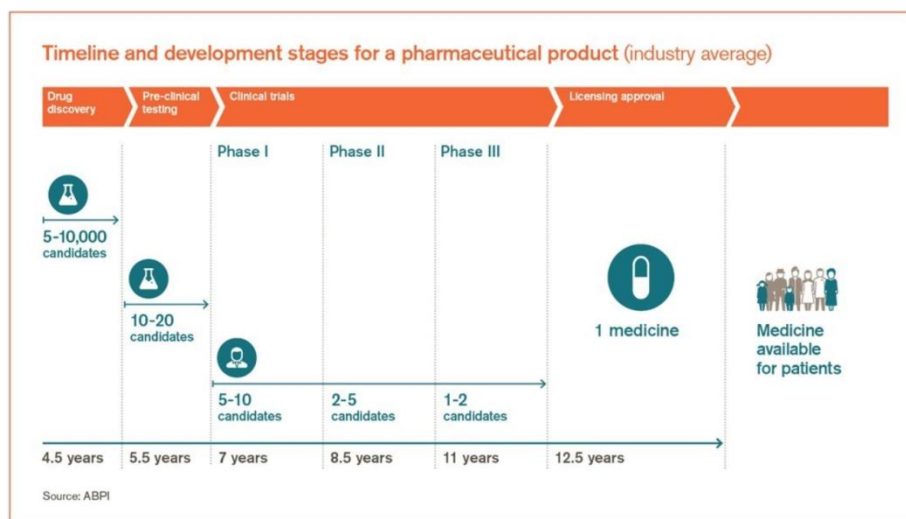 Timeline and development stages for a pharmaceutical product (industry average)
Drug
discovery
Pre-clinical
testing
Clinical trials
Licensing approval
Phase I
Phase II
Phase III
5-10,000
candidates
10-20
candidates
5-10
candidates
2-5
candidates
1-2
candidates
1 medicine
Medicine
available
for patients
4.5 years
5.5 years
7 years
8.5 years
11 years
12.5 years
Source: ABPI